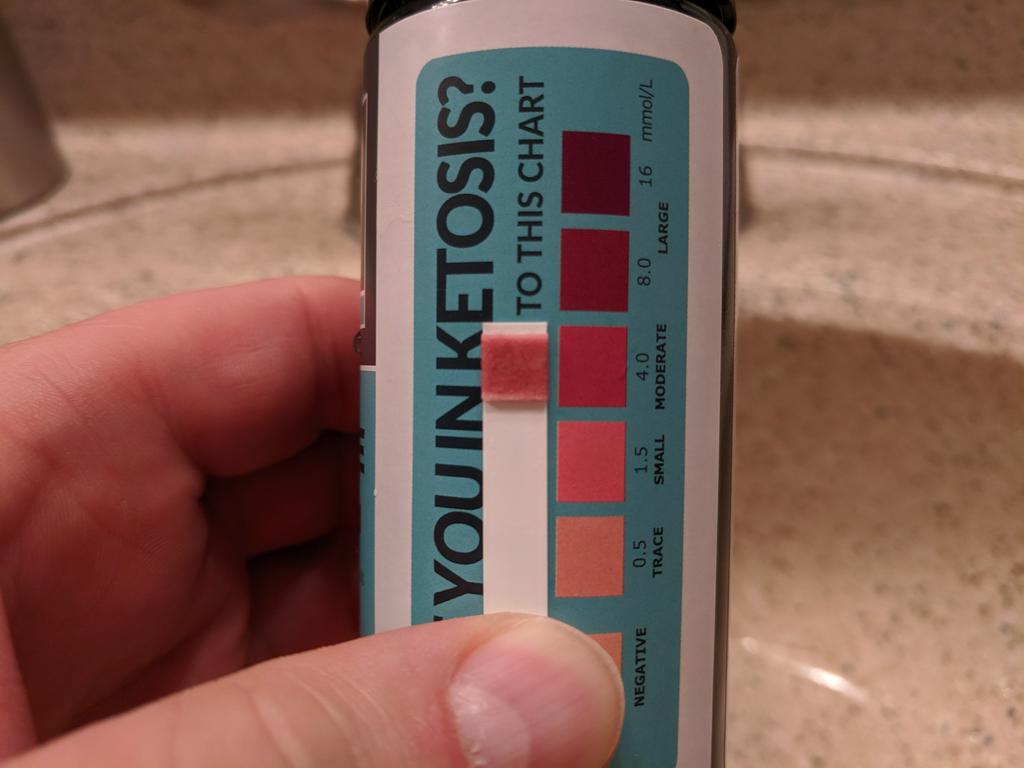 YOU IN KETOSIS?
TO THIS CHART
mmol/L
16
LARGE
8.0
4.0
MODERATE
1.5
SMALL
0.5
TRACE
NEGATIVE